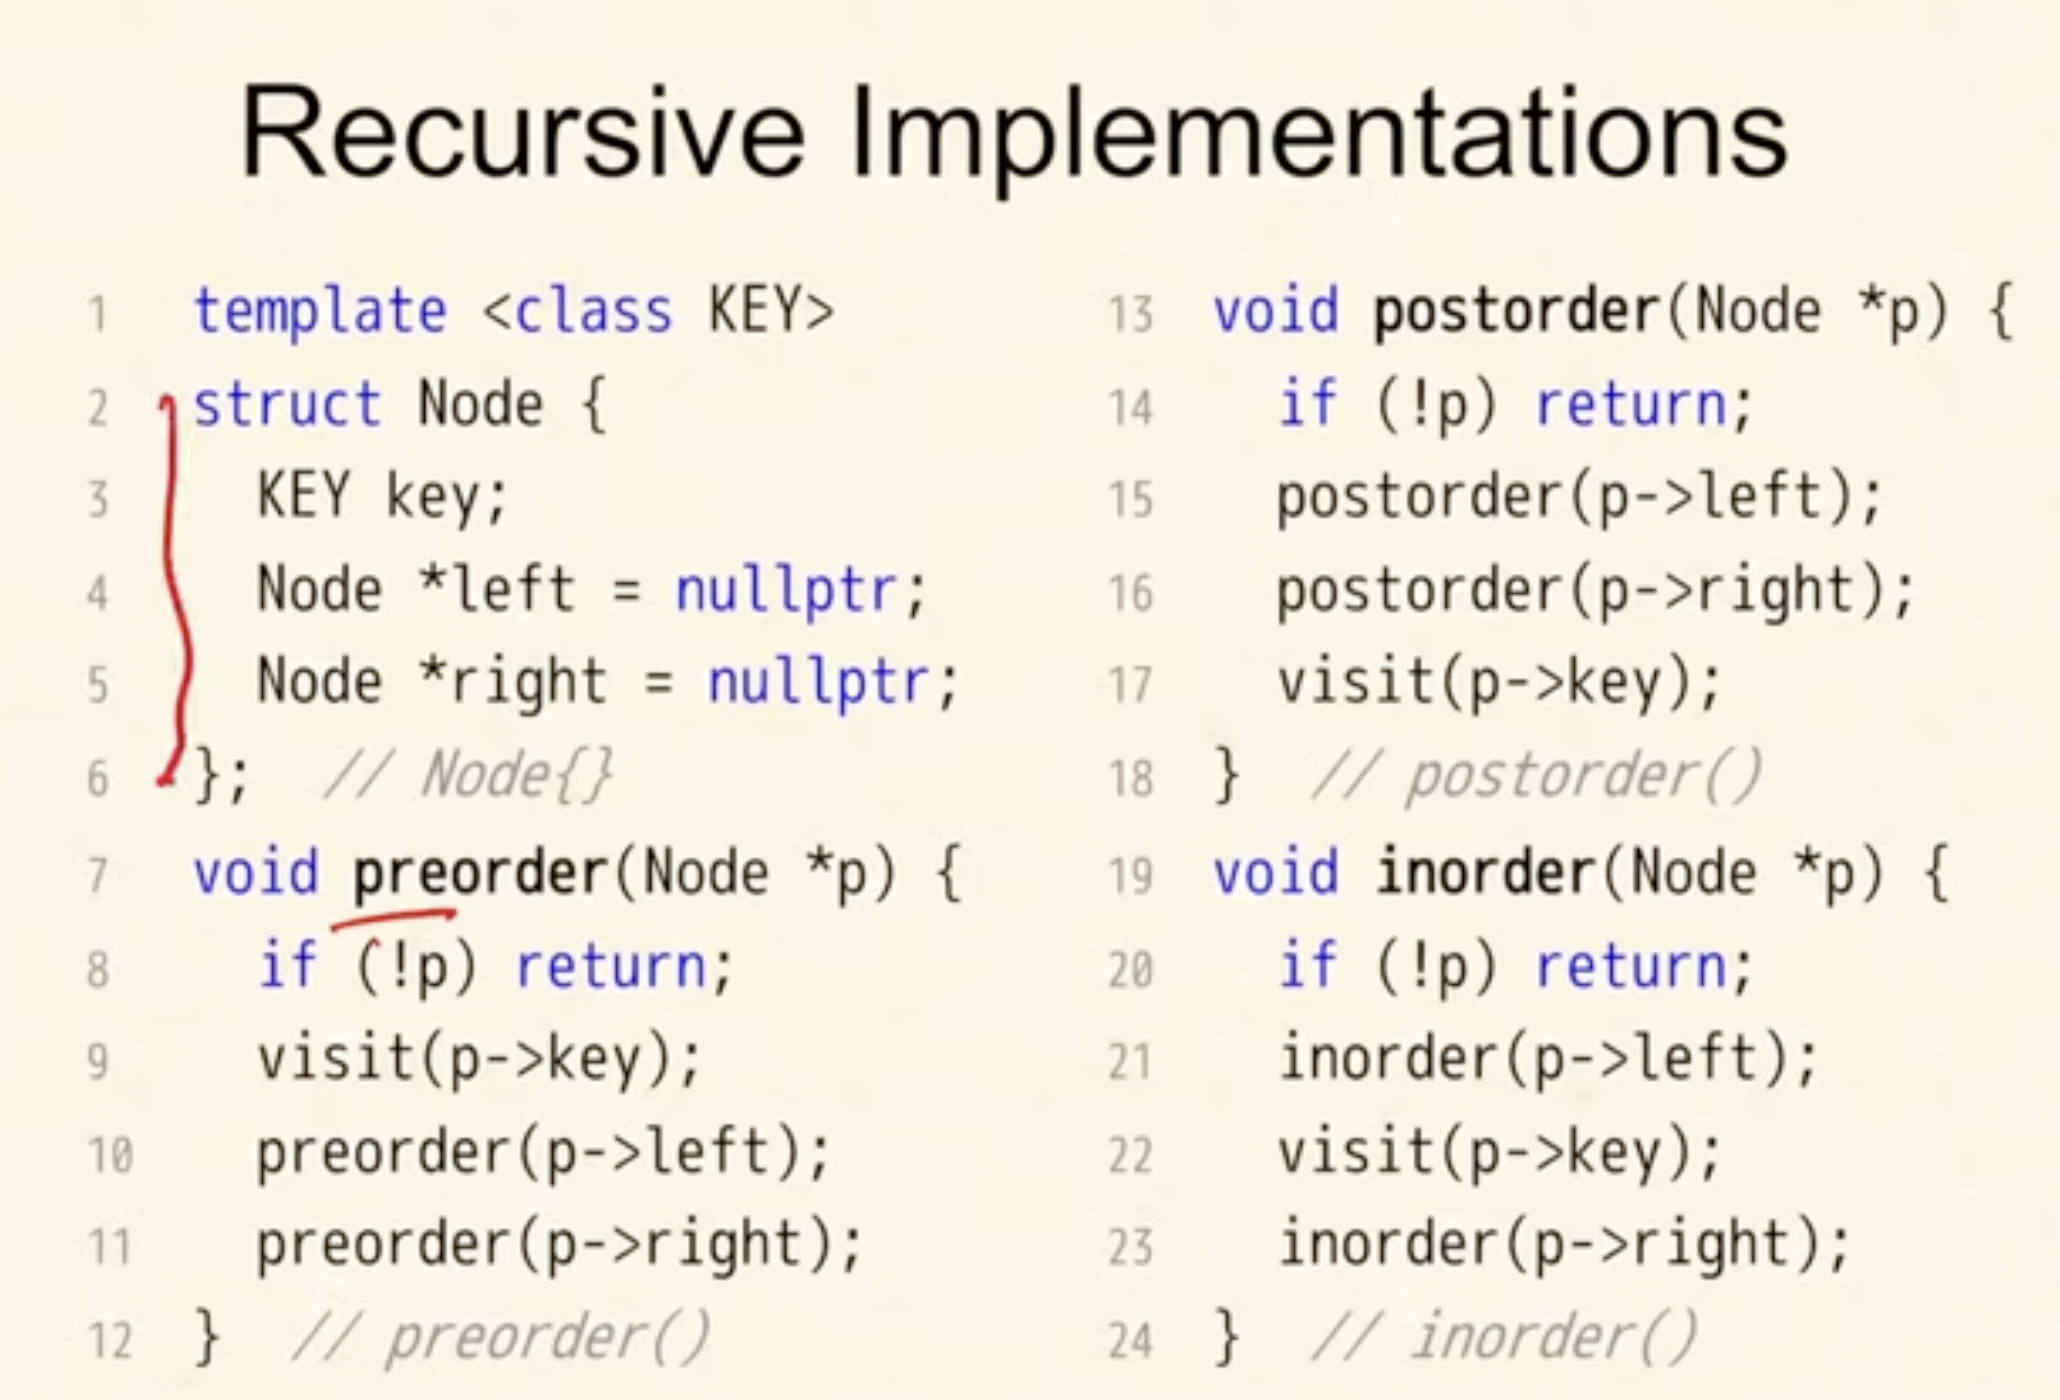 Recursive Implementations
1 template <class KEY>
2 struct Node {
3 KEY key;
4 Node *left = nullptr;
5 Node *right = nullptr;
6 }; // Node{}
7 void preorder(Node *p) {
8 if (!p) return;
9 visit(p->key);
10 preorder(p->left);
11 preorder(p->right);
12 } // preorder()
13 void postorder(Node *p) {
14 if (!p) return;
15 postorder(p->left);
16 postorder(p->right);
17 visit(p->key);
18 } // postorder()
19 void inorder(Node *p) {
20 if (!p) return;
21 inorder(p->left);
22 visit(p->key);
23 inorder(p->right);
24 } // inorder()